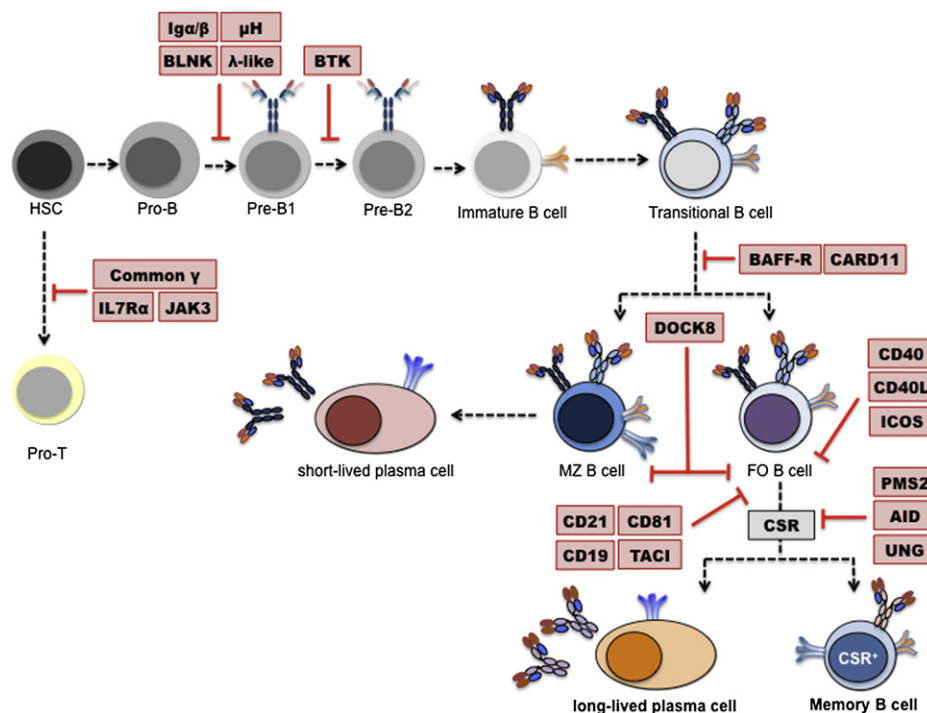 Igα/β μH
BLNK λ-like BTK
HSC Pro-B Pre-B1 Pre-B2 Immature B cell Transitional B cell
BAFF-R CARD11
Common γ
IL7Rα JAK3
DOCK8
CD40
CD40L
ICOS
Pro-T
short-lived plasma cell MZ B cell FO B cell
PMS2
CD21 CD81 CSR AID
CD19 TACI UNG
CSR+
long-lived plasma cell Memory B cell